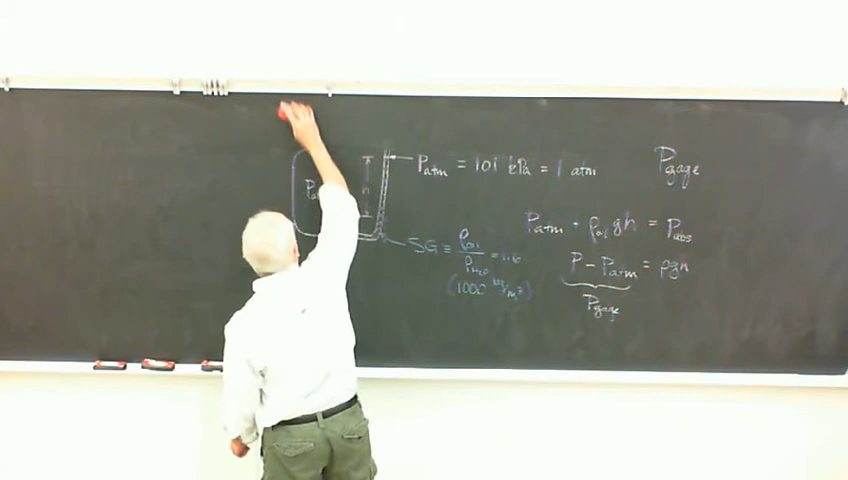 P
h
Patm = 101 kPa = 1 atm
Pgage
Patm + ρoil gh = Pabs
SG ≡ ρoil / ρH2O = 1.6
(1000 kg/m³)
P - Patm = ρgh
Pgage